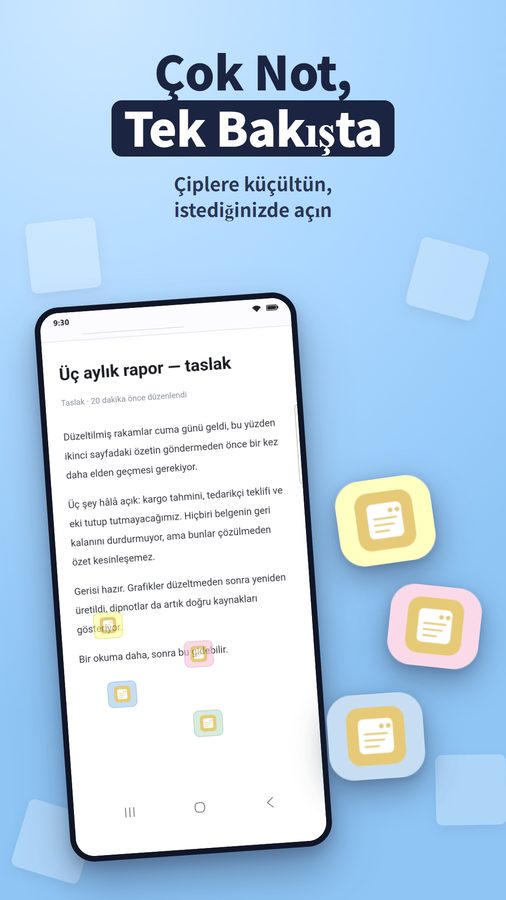 Çok Not,
Tek Bakışta
Çiplere küçültün,
istediğinizde açın
9:30
Üç aylık rapor — taslak
Taslak · 20 dakika önce düzenlendi
Düzeltilmiş rakamlar cuma günü geldi, bu yüzden
ikinci sayfadaki özetin göndermeden önce bir kez
daha elden geçmesi gerekiyor.
Üç şey hâlâ açık: kargo tahmini, tedarikçi teklifi ve
eki tutup tutmayacağımız. Hiçbiri belgenin geri
kalanını durdurmuyor, ama bunlar çözülmeden
özet kesinleşemez.
Gerisi hazır. Grafikler düzeltmeden sonra yeniden
üretildi, dipnotlar da artık doğru kaynakları
gösteriyor.
Bir okuma daha, sonra bu gidebilir.